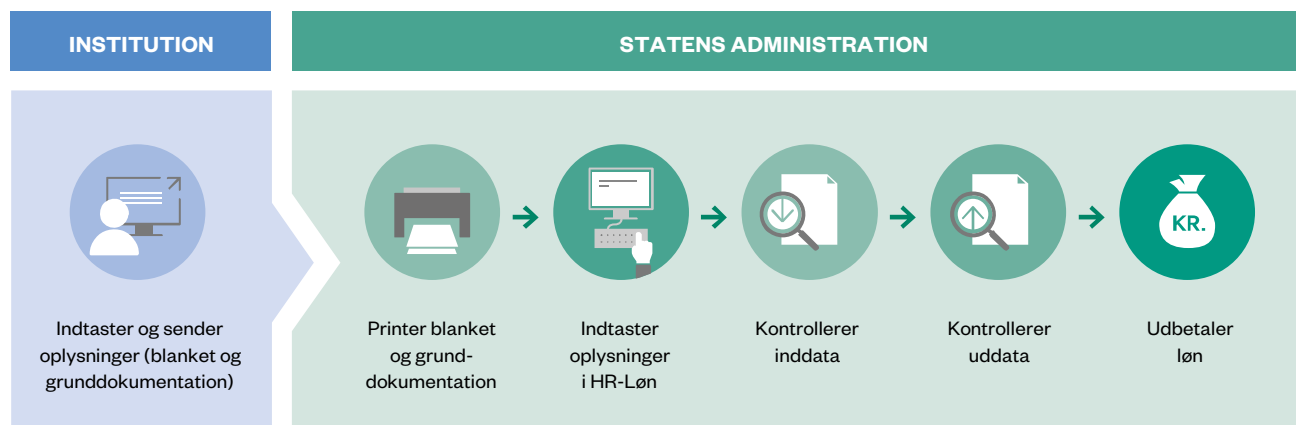 INSTITUTION
STATENS ADMINISTRATION
Indtaster og sender
oplysninger (blanket og
grunddokumentation)
Printer blanket
og grund-
dokumentation
Indtaster
oplysninger
i HR-Løn
Kontrollerer
inddata
Kontrollerer
uddata
KR.
Udbetaler
løn